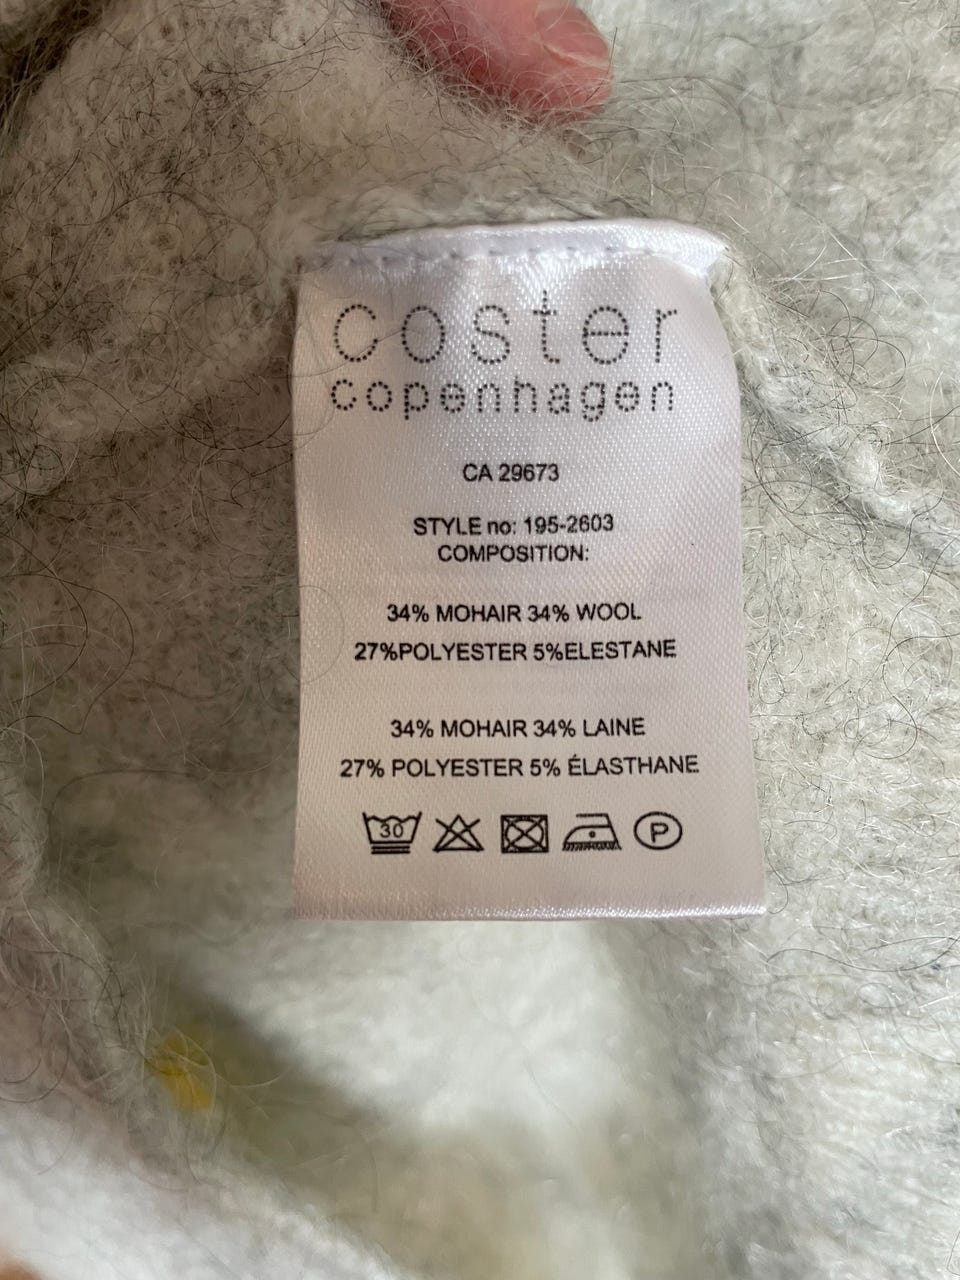 coster
copenhagen
CA 29673
STYLE no: 195-2603
COMPOSITION:
34% MOHAIR 34% WOOL
27%POLYESTER 5%ELESTANE
34% MOHAIR 34% LAINE
27% POLYESTER 5% ÉLASTHANE
30 P